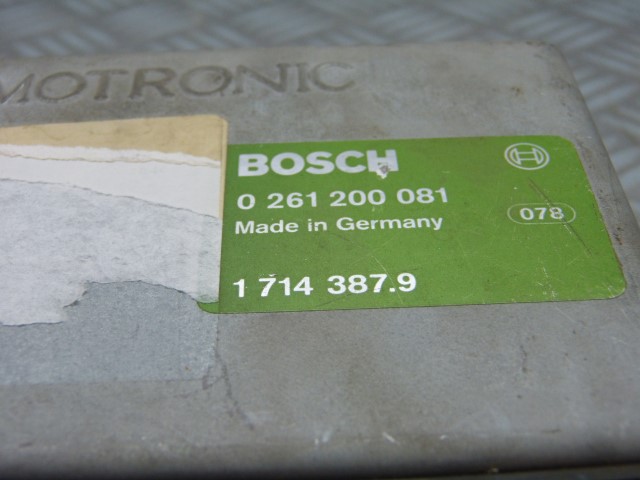 MOTRONIC
BOSCH
0 261 200 081
Made in Germany
078
1 714 387.9